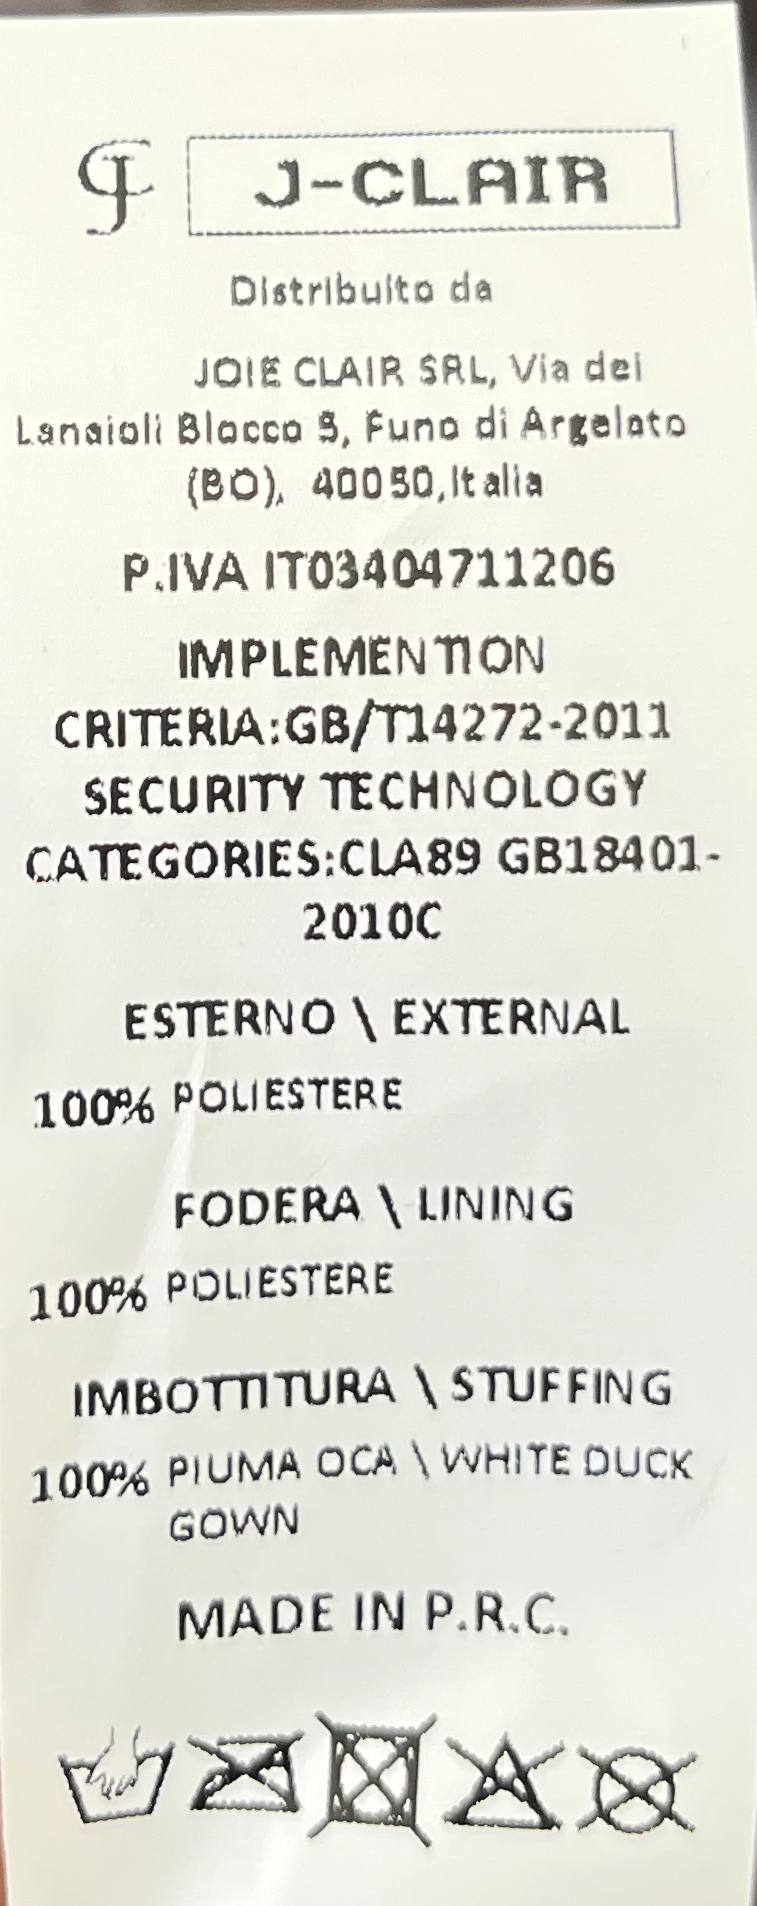 J-CLAIR
Distribuito da
JOIE CLAIR SRL, Via dei
Lanaioli Blocco 5, Funo di Argelato
(BO), 40050,Italia
P.IVA IT03404711206
IMPLEMENTION
CRITERIA:GB/T14272-2011
SECURITY TECHNOLOGY
CATEGORIES:CLA89 GB18401-
2010C
ESTERNO \ EXTERNAL
100% POLIESTERE
FODERA \ LINING
100% POLIESTERE
IMBOTTITURA \ STUFFING
100% PIUMA OCA \ WHITE DUCK
GOWN
MADE IN P.R.C.